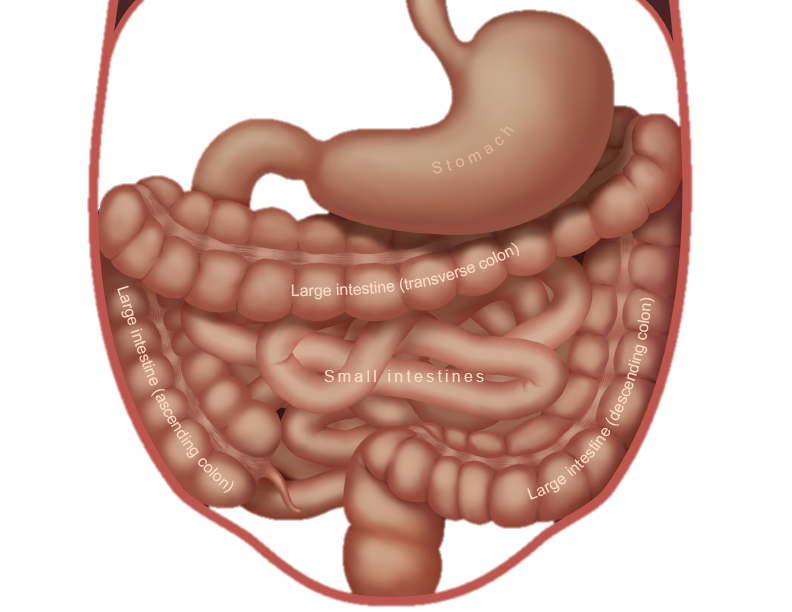 Stomach
Large intestine (transverse colon)
Large intestine (ascending colon)
Small intestines
Large intestine (descending colon)